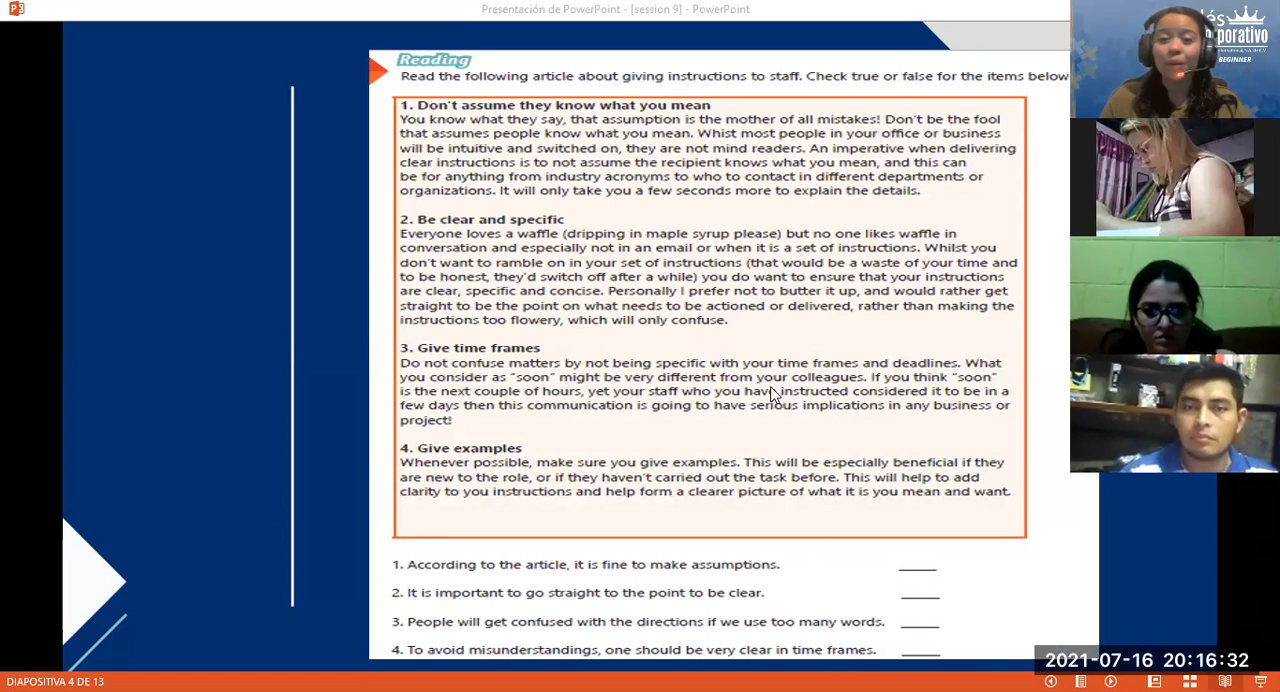 Presentación de PowerPoint - [session 9] - PowerPoint
Reading
Read the following article about giving instructions to staff. Check true or false for the items below
1. Don't assume they know what you mean
You know what they say, that assumption is the mother of all mistakes! Don't be the fool
that assumes people know what you mean. Whist most people in your office or business
will be intuitive and switched on, they are not mind readers. An imperative when delivering
clear instructions is to not assume the recipient knows what you mean, and this can
be for anything from industry acronyms to who to contact in different departments or
organizations. It will only take you a few seconds more to explain the details.
2. Be clear and specific
Everyone loves a waffle (dripping in maple syrup please) but no one likes waffle in
conversation and especially not in an email or when it is a set of instructions. Whilst you
don't want to ramble on in your set of instructions (that would be a waste of your time and
to be honest, they'd switch off after a while) you do want to ensure that your instructions
are clear, specific and concise. Personally I prefer not to butter it up, and would rather get
straight to be the point on what needs to be actioned or delivered, rather than making the
instructions too flowery, which will only confuse.
3. Give time frames
Do not confuse matters by not being specific with your time frames and deadlines. What
you consider as "soon" might be very different from your colleagues. If you think "soon"
is the next couple of hours, yet your staff who you have instructed considered it to be in a
few days then this communication is going to have serious implications in any business or
project!
4. Give examples
Whenever possible, make sure you give examples. This will be especially beneficial if they
are new to the role, or if they haven't carried out the task before. This will help to add
clarity to you instructions and help form a clearer picture of what it is you mean and want.
1. According to the article, it is fine to make assumptions. ____
2. It is important to go straight to the point to be clear. ____
3. People will get confused with the directions if we use too many words. ____
4. To avoid misunderstandings, one should be very clear in time frames. ____
és
porativo
BEGINNER
2021-07-16 20:16:32
DIAPOSITIVA 4 DE 13